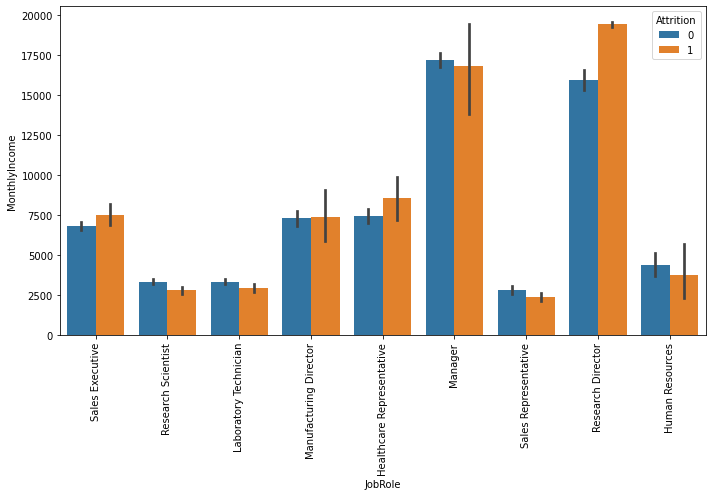 20000
17500
15000
12500
10000
7500
5000
2500
0
MonthlyIncome
Attrition
0
1
Sales Executive
Research Scientist
Laboratory Technician
Manufacturing Director
Healthcare Representative
Manager
Sales Representative
Research Director
Human Resources
JobRole